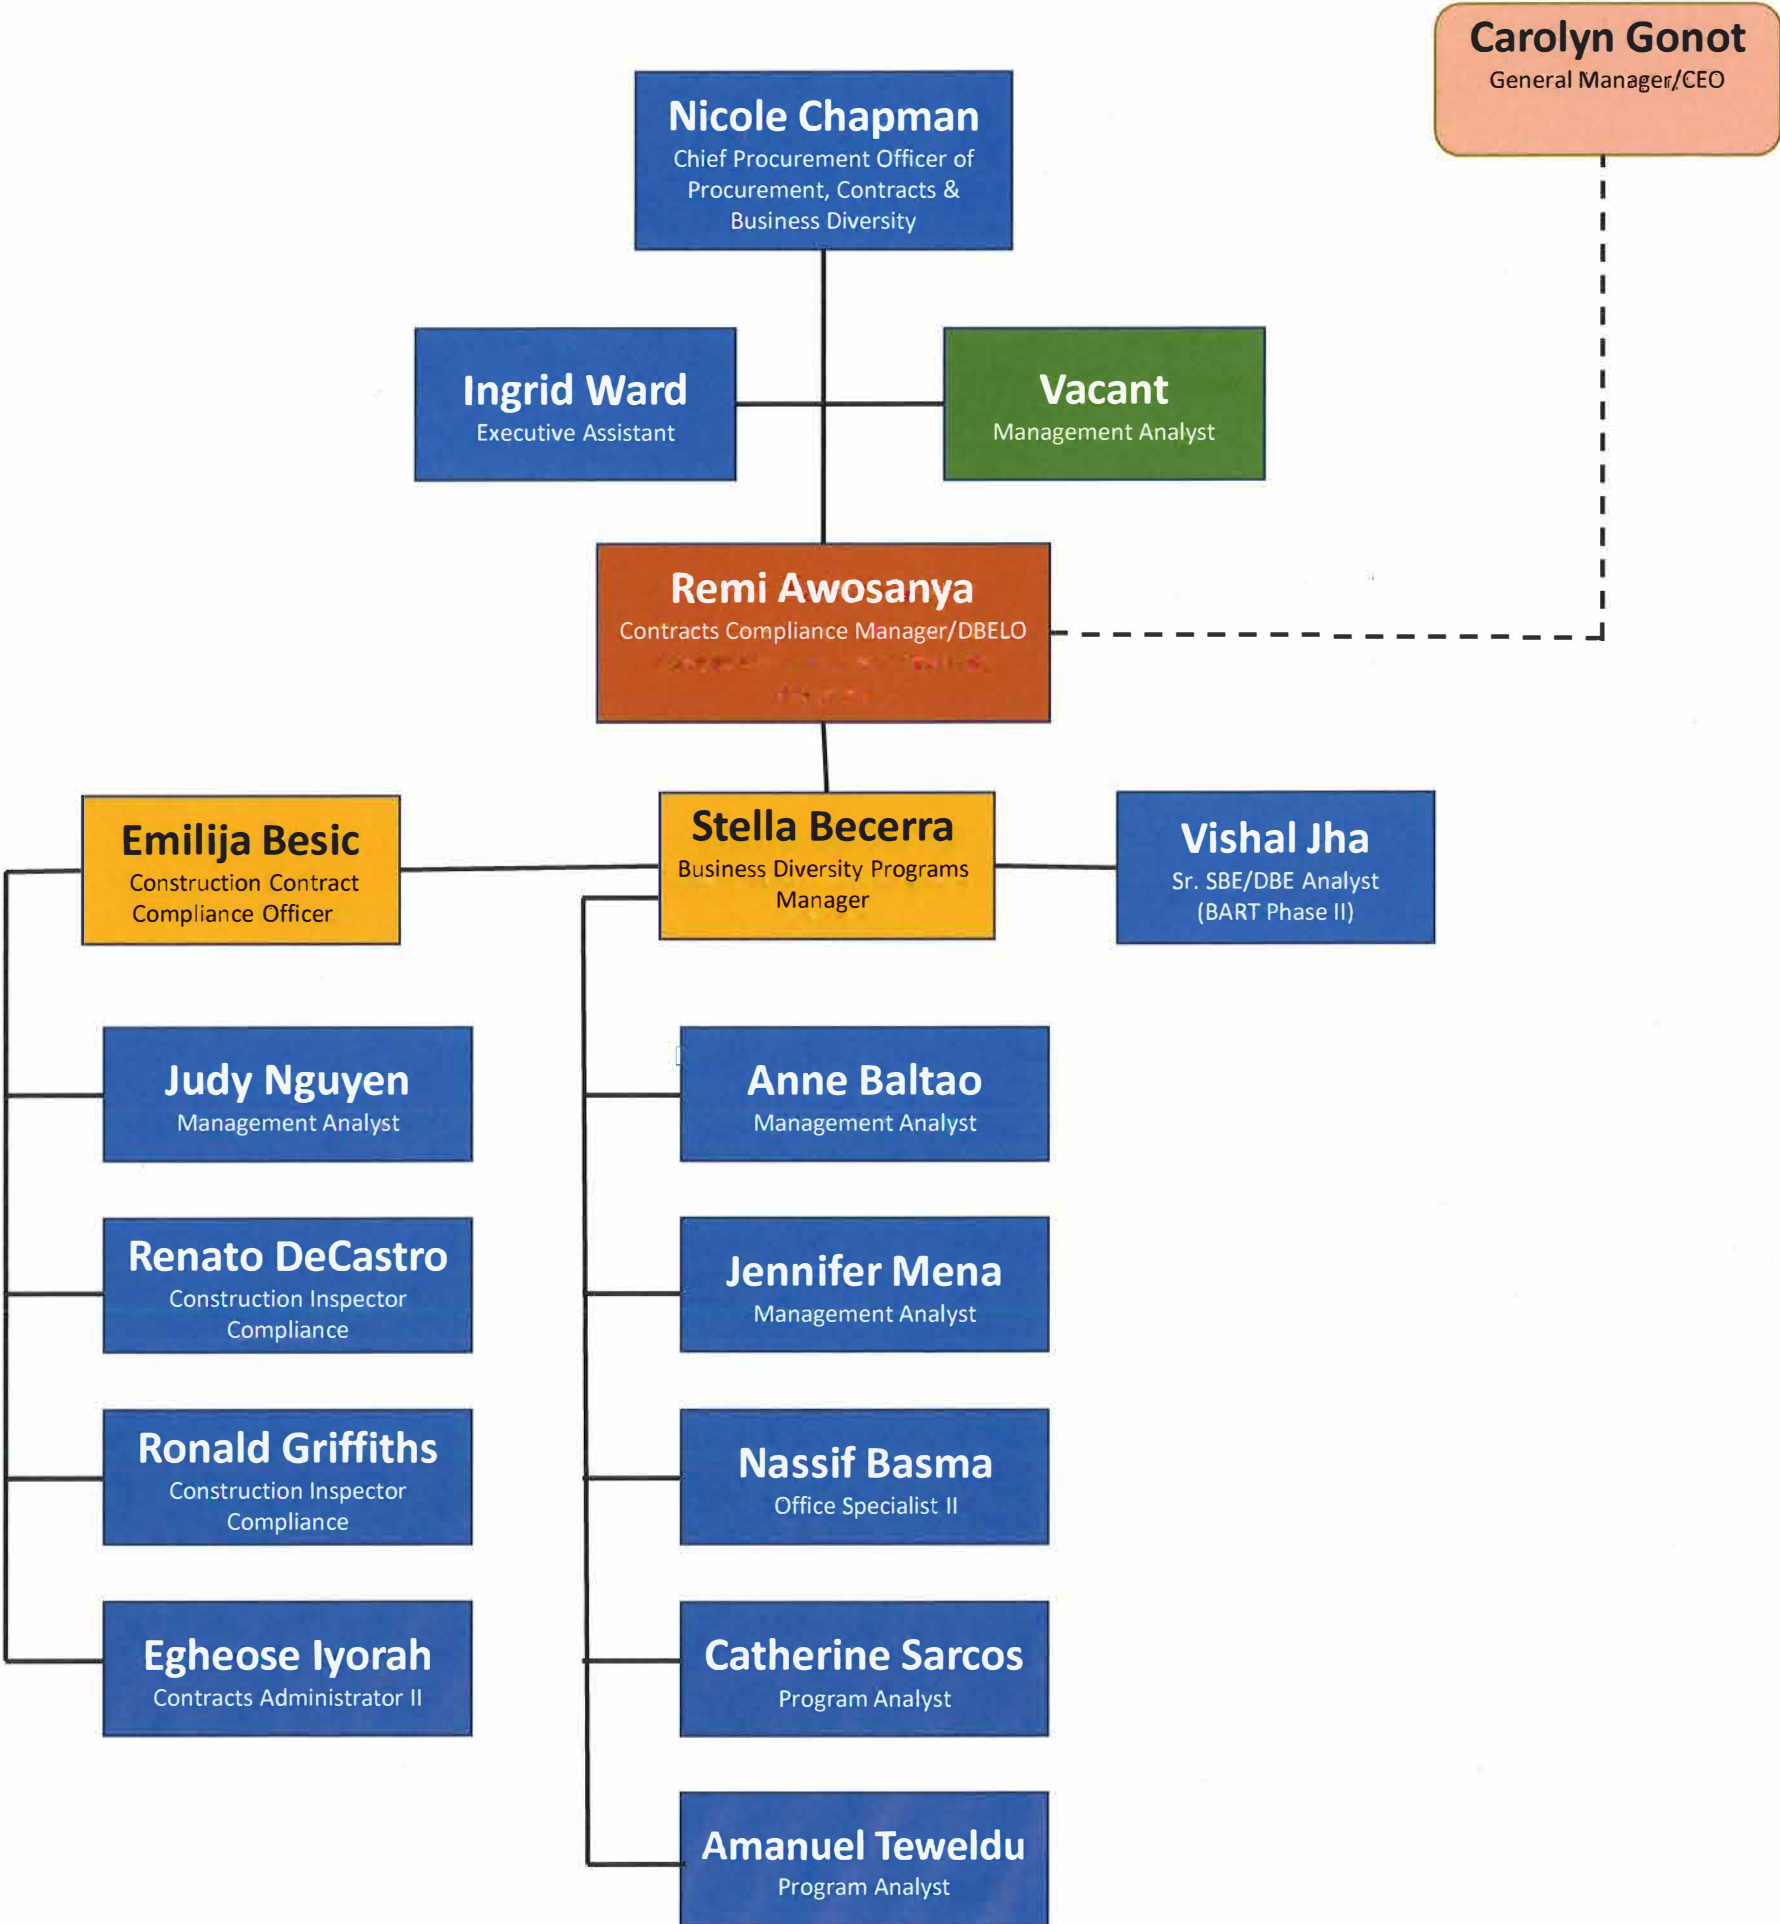 Carolyn Gonot
General Manager/CEO
Nicole Chapman
Chief Procurement Officer of
Procurement, Contracts &
Business Diversity
Ingrid Ward
Executive Assistant
Vacant
Management Analyst
Remi Awosanya
Contracts Compliance Manager/DBELO
Emilija Besic
Construction Contract
Compliance Officer
Stella Becerra
Business Diversity Programs
Manager
Vishal Jha
Sr. SBE/DBE Analyst
(BART Phase II)
Judy Nguyen
Management Analyst
Renato DeCastro
Construction Inspector
Compliance
Ronald Griffiths
Construction Inspector
Compliance
Egheose Iyorah
Contracts Administrator II
Anne Baltao
Management Analyst
Jennifer Mena
Management Analyst
Nassif Basma
Office Specialist II
Catherine Sarcos
Program Analyst
Amanuel Teweldu
Program Analyst